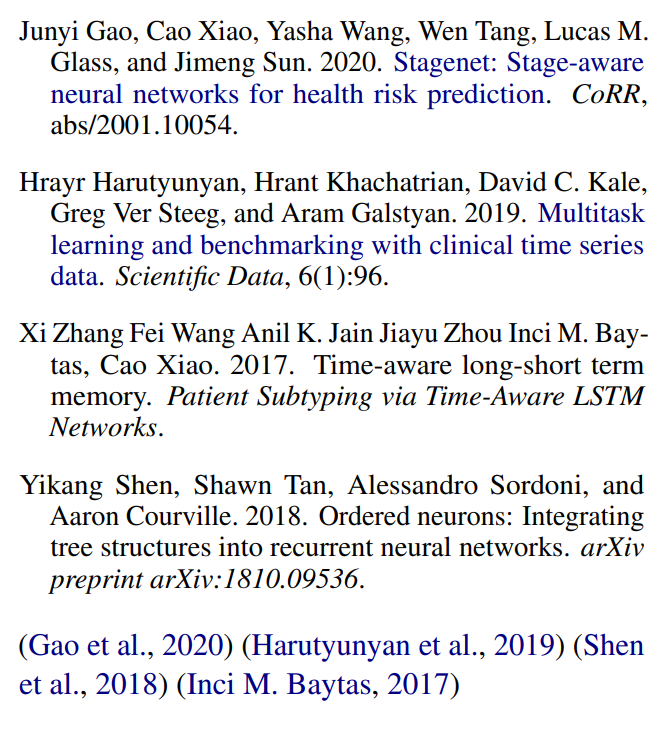 Junyi Gao, Cao Xiao, Yasha Wang, Wen Tang, Lucas M.
Glass, and Jimeng Sun. 2020. Stagenet: Stage-aware
neural networks for health risk prediction. CoRR,
abs/2001.10054.
Hrayr Harutyunyan, Hrant Khachatrian, David C. Kale,
Greg Ver Steeg, and Aram Galstyan. 2019. Multitask
learning and benchmarking with clinical time series
data. Scientific Data, 6(1):96.
Xi Zhang Fei Wang Anil K. Jain Jiayu Zhou Inci M. Bay-
tas, Cao Xiao. 2017. Time-aware long-short term
memory. Patient Subtyping via Time-Aware LSTM
Networks.
Yikang Shen, Shawn Tan, Alessandro Sordoni, and
Aaron Courville. 2018. Ordered neurons: Integrating
tree structures into recurrent neural networks. arXiv
preprint arXiv:1810.09536.
(Gao et al., 2020) (Harutyunyan et al., 2019) (Shen
et al., 2018) (Inci M. Baytas, 2017)